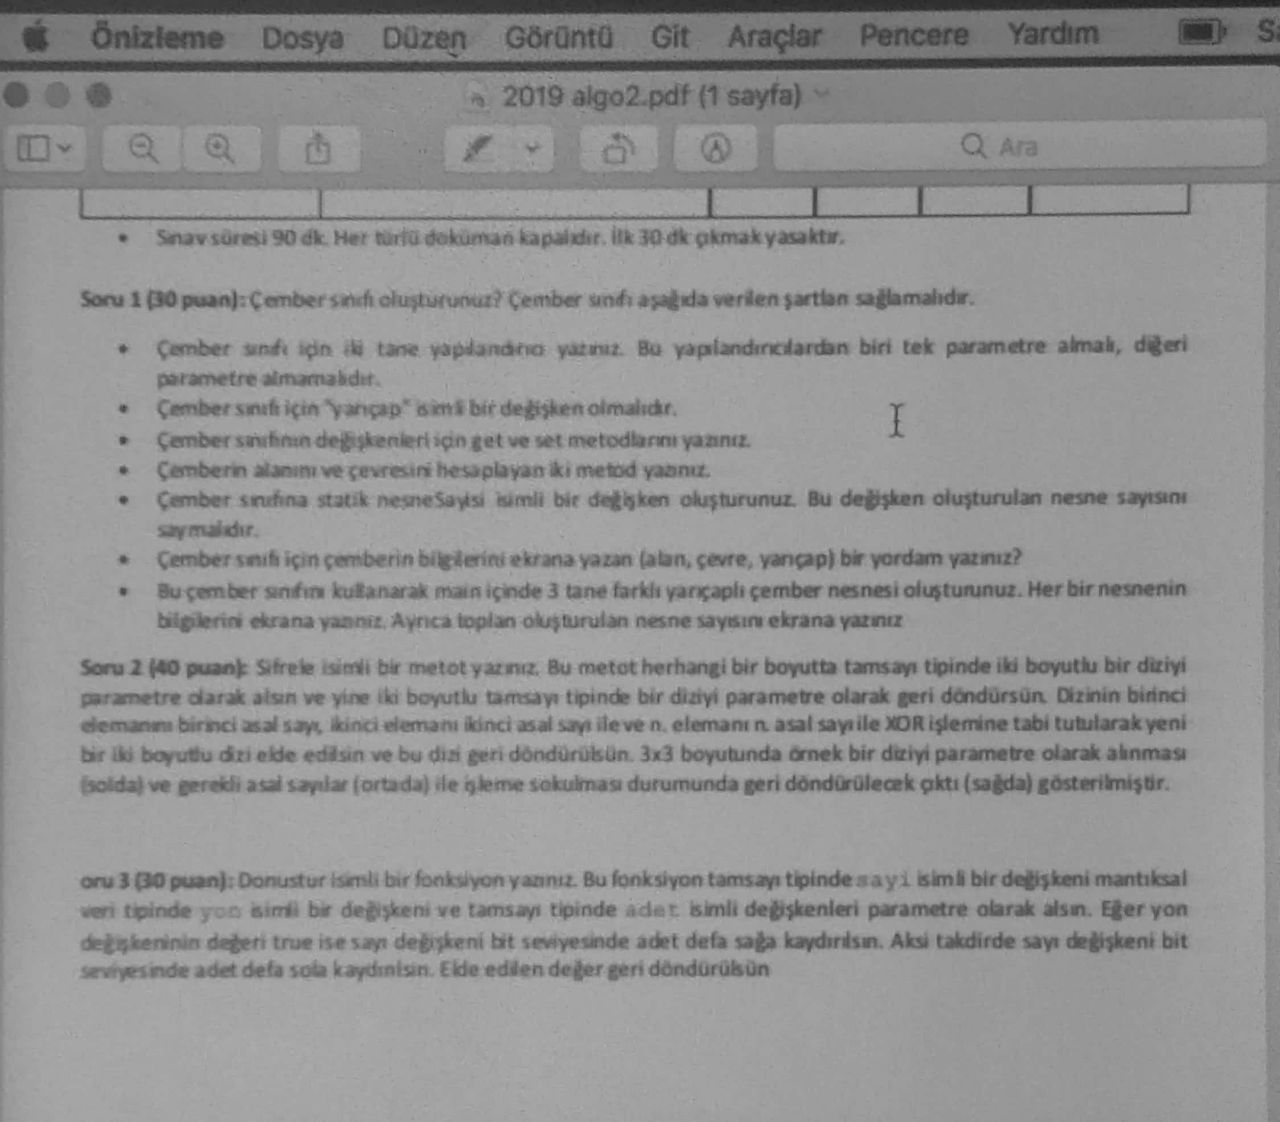 Önizleme Dosya Düzen Görüntü Git Araçlar Pencere Yardım
2019 algo2.pdf (1 sayfa)
Ara
• Sınav süresi 90 dk. Her türlü doküman kapalıdır. İlk 30 dk çıkmak yasaktır.
Soru 1 (30 puan): Çember sınıfı oluşturunuz? Çember sınıfı aşağıda verilen şartları sağlamalıdır.
• Çember sınıfı için iki tane yapılandırıcı yazınız. Bu yapılandırıcılardan biri tek parametre almalı, diğeri
parametre almamalıdır.
• Çember sınıfı için "yarıçap" isimli bir değişken olmalıdır.
• Çember sınıfının değişkenleri için get ve set metodlarını yazınız.
• Çemberin alanını ve çevresini hesaplayan iki metod yazınız.
• Çember sınıfına statik nesneSayisi isimli bir değişken oluşturunuz. Bu değişken oluşturulan nesne sayısını
saymalıdır.
• Çember sınıfı için çemberin bilgilerini ekrana yazan (alan, çevre, yarıçap) bir yordam yazınız?
• Bu çember sınıfını kullanarak main içinde 3 tane farklı yarıçaplı çember nesnesi oluşturunuz. Her bir nesnenin
bilgilerini ekrana yazınız. Ayrıca toplan oluşturulan nesne sayısını ekrana yazınız
Soru 2 (40 puan): Sifrele isimli bir metot yazınız. Bu metot herhangi bir boyutta tamsayı tipinde iki boyutlu bir diziyi
parametre olarak alsın ve yine iki boyutlu tamsayı tipinde bir diziyi parametre olarak geri döndürsün. Dizinin birinci
elemanını birinci asal sayı, ikinci elemanı ikinci asal sayı ile ve n. elemanı n. asal sayı ile XOR işlemine tabi tutularak yeni
bir iki boyutlu dizi elde edilsin ve bu dizi geri döndürülsün. 3x3 boyutunda örnek bir diziyi parametre olarak alınması
(solda) ve gerekli asal sayılar (ortada) ile işleme sokulması durumunda geri döndürülecek çıktı (sağda) gösterilmiştir.
oru 3 (30 puan): Donustur isimli bir fonksiyon yazınız. Bu fonksiyon tamsayı tipinde sayi isimli bir değişkeni mantıksal
veri tipinde yon isimli bir değişkeni ve tamsayı tipinde adet isimli değişkenleri parametre olarak alsın. Eğer yon
değişkeninin değeri true ise sayı değişkeni bit seviyesinde adet defa sağa kaydırılsın. Aksi takdirde sayı değişkeni bit
seviyesinde adet defa sola kaydırılsın. Elde edilen değer geri döndürülsün